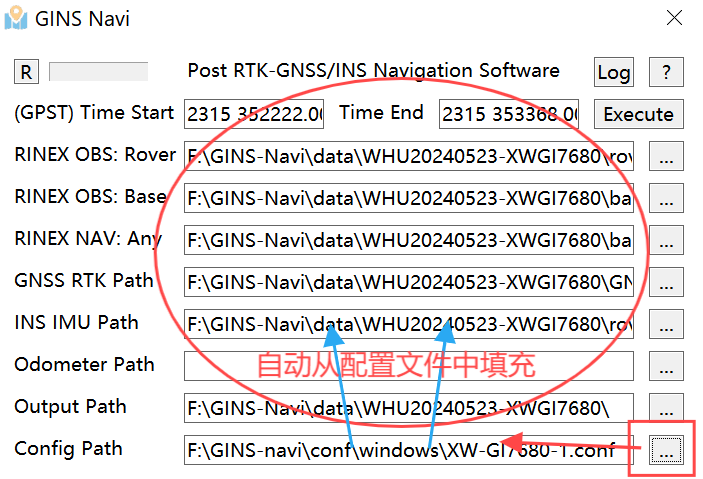 GINS Navi
R Post RTK-GNSS/INS Navigation Software Log ?
(GPST) Time Start 2315 352222.00 Time End 2315 353368.00 Execute
RINEX OBS: Rover F:\GINS-Navi\data\WHU20240523-XWGI7680\rov ...
RINEX OBS: Base F:\GINS-Navi\data\WHU20240523-XWGI7680\ba ...
RINEX NAV: Any F:\GINS-Navi\data\WHU20240523-XWGI7680\ba ...
GNSS RTK Path F:\GINS-Navi\data\WHU20240523-XWGI7680\GN ...
INS IMU Path F:\GINS-Navi\data\WHU20240523-XWGI7680\rov ...
自动从配置文件中填充
Odometer Path ...
Output Path F:\GINS-Navi\data\WHU20240523-XWGI7680\ ...
Config Path F:\GINS-navi\conf\windows\XW-GI7680-1.conf ...